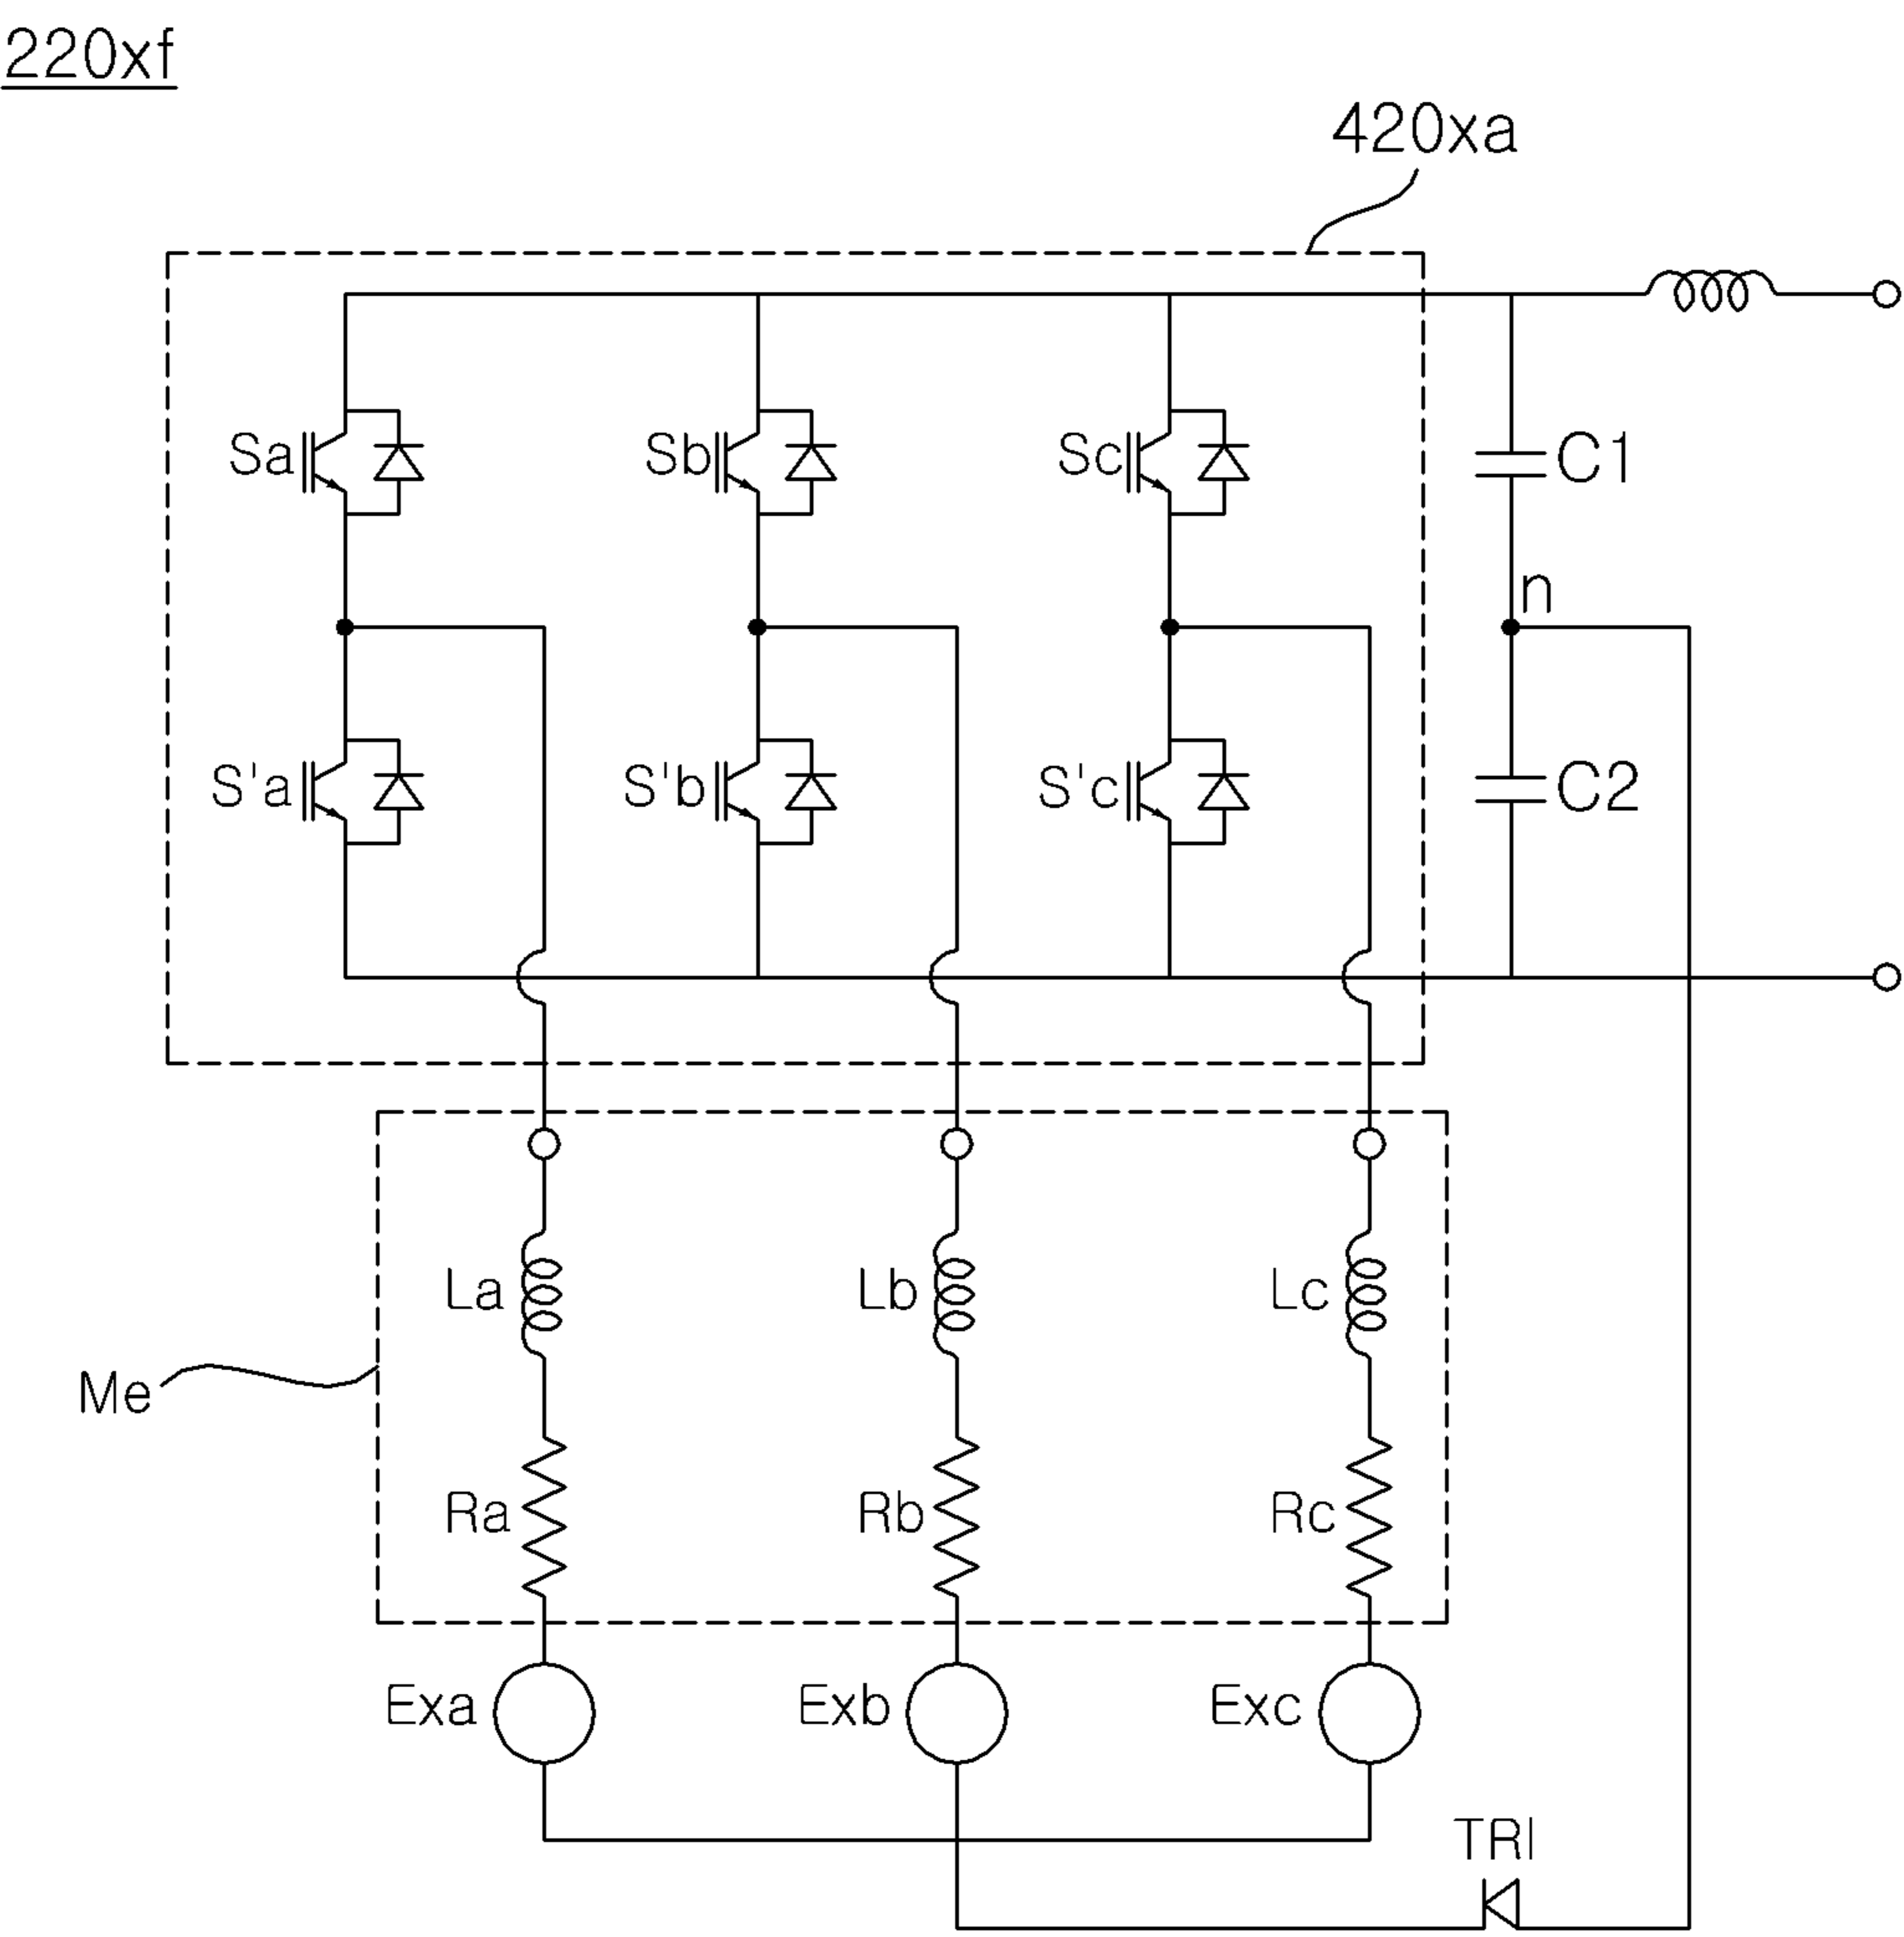 220xf
420xa
Sa
Sb
Sc
C1
n
S'a
S'b
S'c
C2
La
Lb
Lc
Me
Ra
Rb
Rc
Exa
Exb
Exc
TRI